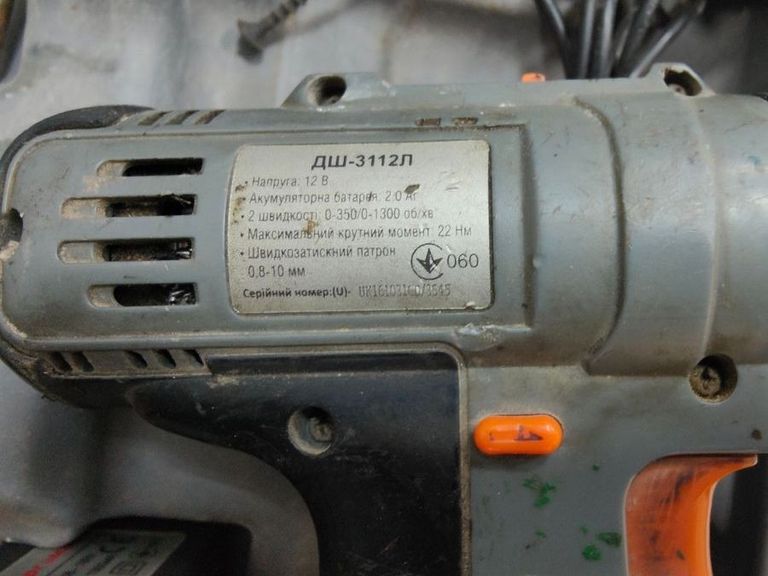 ДШ-3112Л
• Напруга: 12 В
• Акумуляторна батарея: 2.0 Аг
• 2 швидкості: 0-350/0-1300 об/хв
• Максимальний крутний момент: 22 Нм
• Швидкозатискний патрон
0,8-10 мм
060
Серійний номер:(U)-